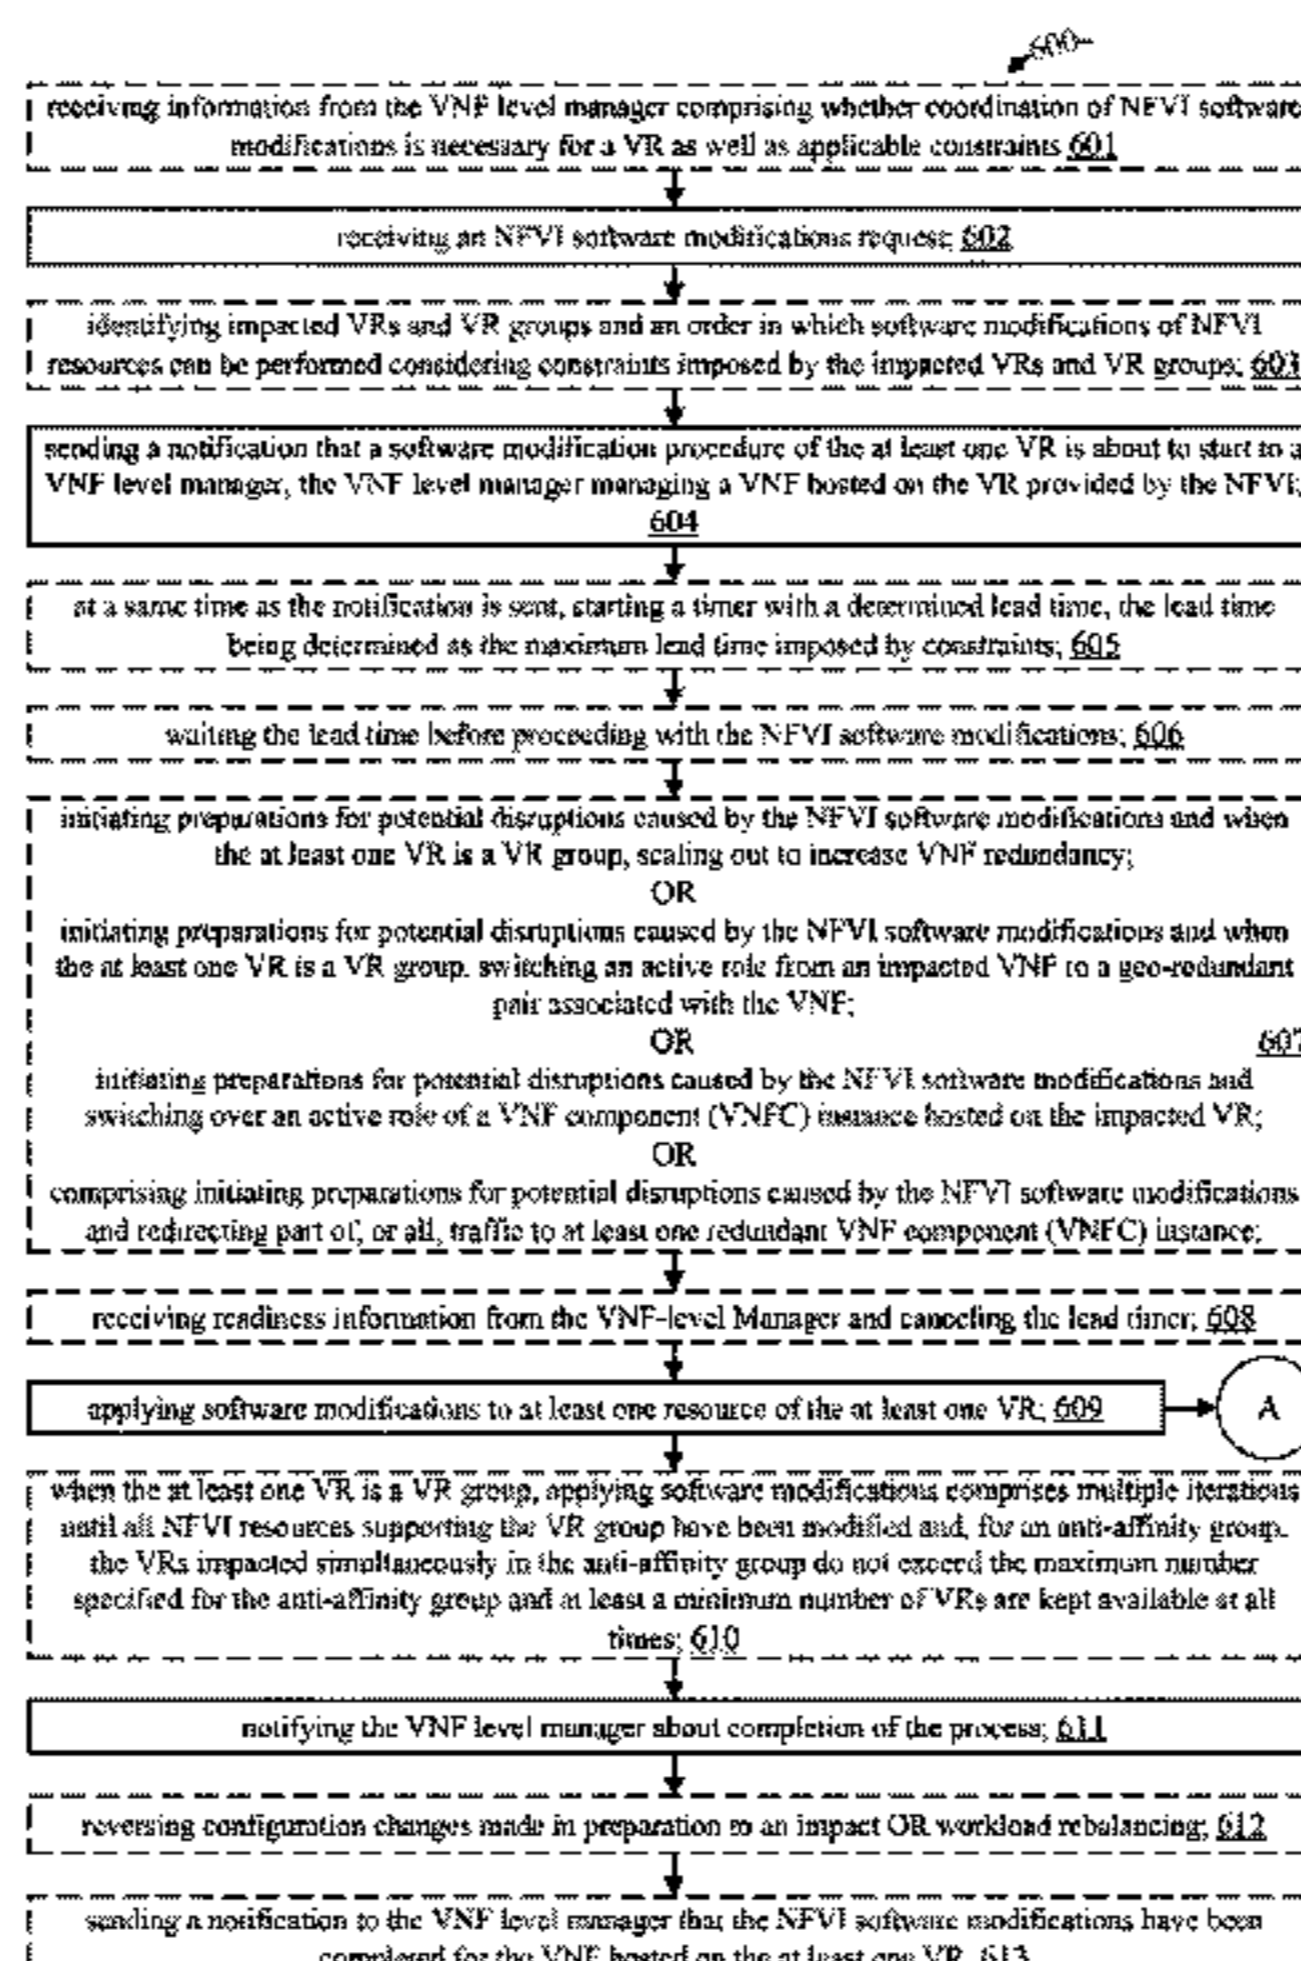 600
receiving information from the VNF level manager comprising whether coordination of NFVI software
modifications is necessary for a VR as well as applicable constraints 601
receiving an NFVI software modifications request; 602
identifying impacted VRs and VR groups and an order in which software modifications of NFVI
resources can be performed considering constraints imposed by the impacted VRs and VR groups; 603
sending a notification that a software modification procedure of the at least one VR is about to start to a
VNF level manager, the VNF level manager managing a VNF hosted on the VR provided by the NFVI;
604
at a same time as the notification is sent, starting a timer with a determined lead time, the lead time
being determined as the maximum lead time imposed by constraints; 605
waiting the lead time before proceeding with the NFVI software modifications; 606
initiating preparations for potential disruptions caused by the NFVI software modifications and when
the at least one VR is a VR group, scaling out to increase VNF redundancy;
OR
initiating preparations for potential disruptions caused by the NFVI software modifications and when
the at least one VR is a VR group, switching an active role from an impacted VNF to a geo-redundant
pair associated with the VNF;
OR
607
initiating preparations for potential disruptions caused by the NFVI software modifications and
switching over an active role of a VNF component (VNFC) instance hosted on the impacted VR;
OR
comprising initiating preparations for potential disruptions caused by the NFVI software modifications
and redirecting part of, or all, traffic to at least one redundant VNF component (VNFC) instance;
receiving readiness information from the VNF-level Manager and canceling the lead timer; 608
applying software modifications to at least one resource of the at least one VR; 609
A
when the at least one VR is a VR group, applying software modifications comprises multiple iterations
until all NFVI resources supporting the VR group have been modified and, for an anti-affinity group,
the VRs impacted simultaneously in the anti-affinity group do not exceed the maximum number
specified for the anti-affinity group and at least a minimum number of VRs are kept available at all
times; 610
notifying the VNF level manager about completion of the process; 611
reversing configuration changes made in preparation to an impact OR workload rebalancing; 612
sending a notification to the VNF level manager that the NFVI software modifications have been
completed for the VNF hosted on the at least one VR. 613